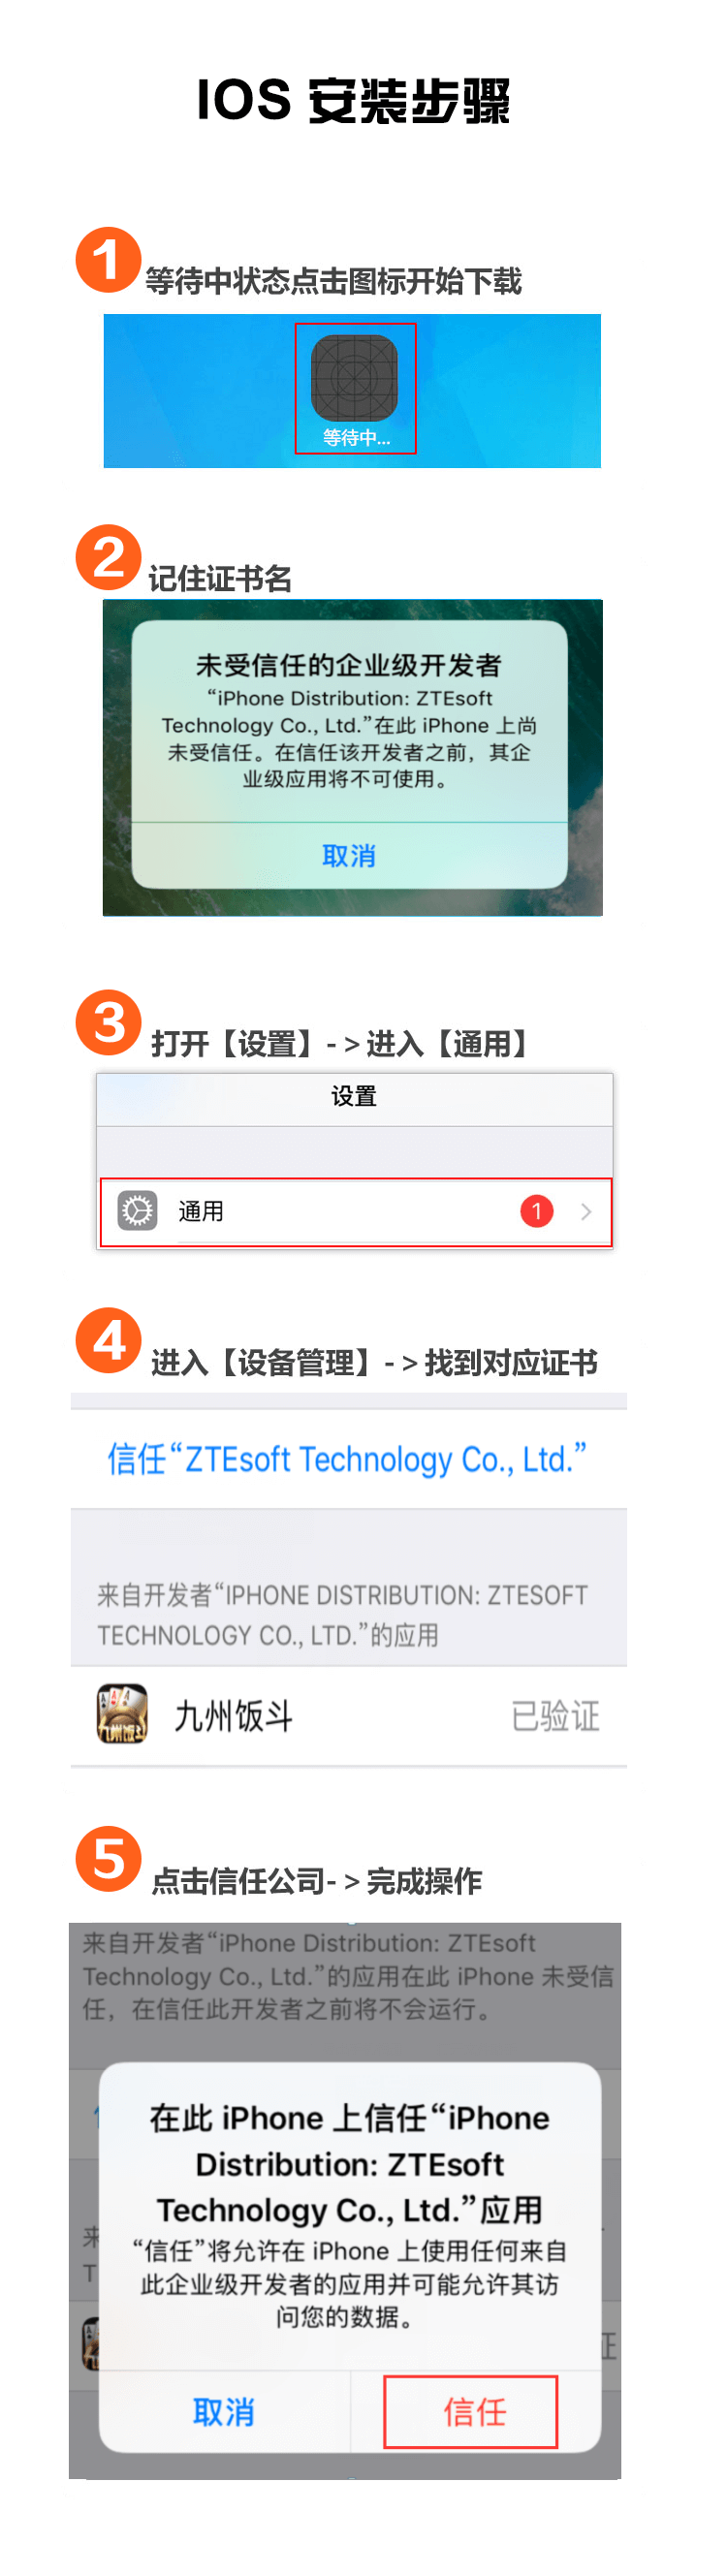 IOS 安装步骤
1
等待中状态点击图标开始下载
等待中...
2
记住证书名
未受信任的企业级开发者
“iPhone Distribution: ZTEsoft
Technology Co., Ltd.”在此 iPhone 上尚
未受信任。在信任该开发者之前，其企
业级应用将不可使用。
取消
3
打开【设置】- > 进入【通用】
设置
通用 1
4
进入【设备管理】- > 找到对应证书
信任“ZTEsoft Technology Co., Ltd.”
来自开发者“IPHONE DISTRIBUTION: ZTESOFT
TECHNOLOGY CO., LTD.”的应用
九州饭斗 已验证
5
点击信任公司- > 完成操作
来自开发者“iPhone Distribution: ZTEsoft
Technology Co., Ltd.”的应用在此 iPhone 未受信
任，在信任此开发者之前将不会运行。
在此 iPhone 上信任“iPhone
Distribution: ZTEsoft
Technology Co., Ltd.”应用
“信任”将允许在 iPhone 上使用任何来自
此企业级开发者的应用并可能允许其访
问您的数据。
取消 信任